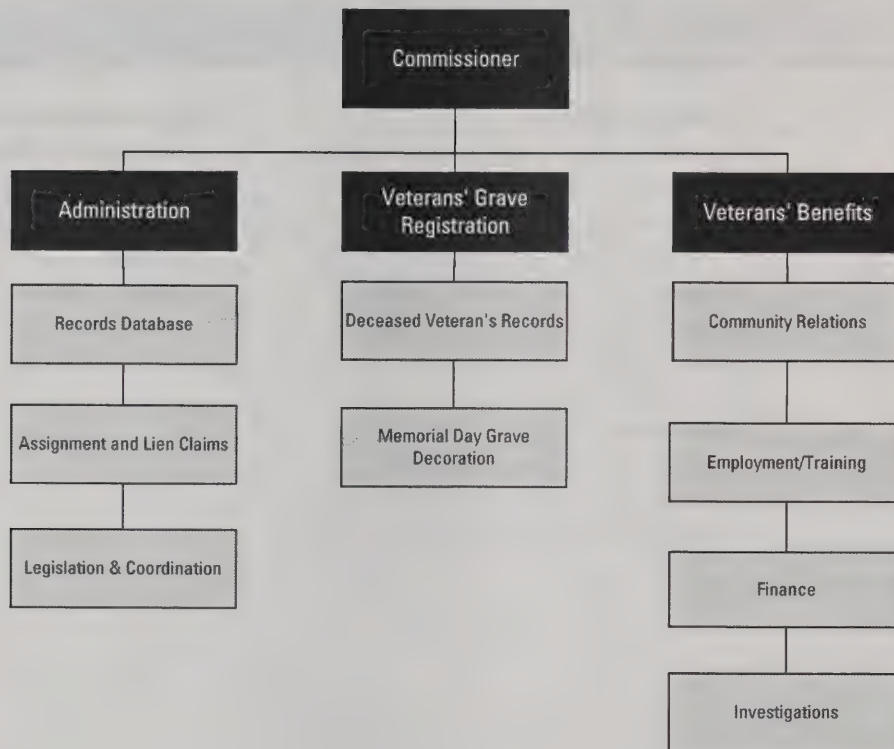 Commissioner
Administration
Veterans' Grave
Registration
Veterans' Benefits
Records Database
Deceased Veteran's Records
Community Relations
Assignment and Lien Claims
Memorial Day Grave
Decoration
Employment/Training
Legislation & Coordination
Finance
Investigations